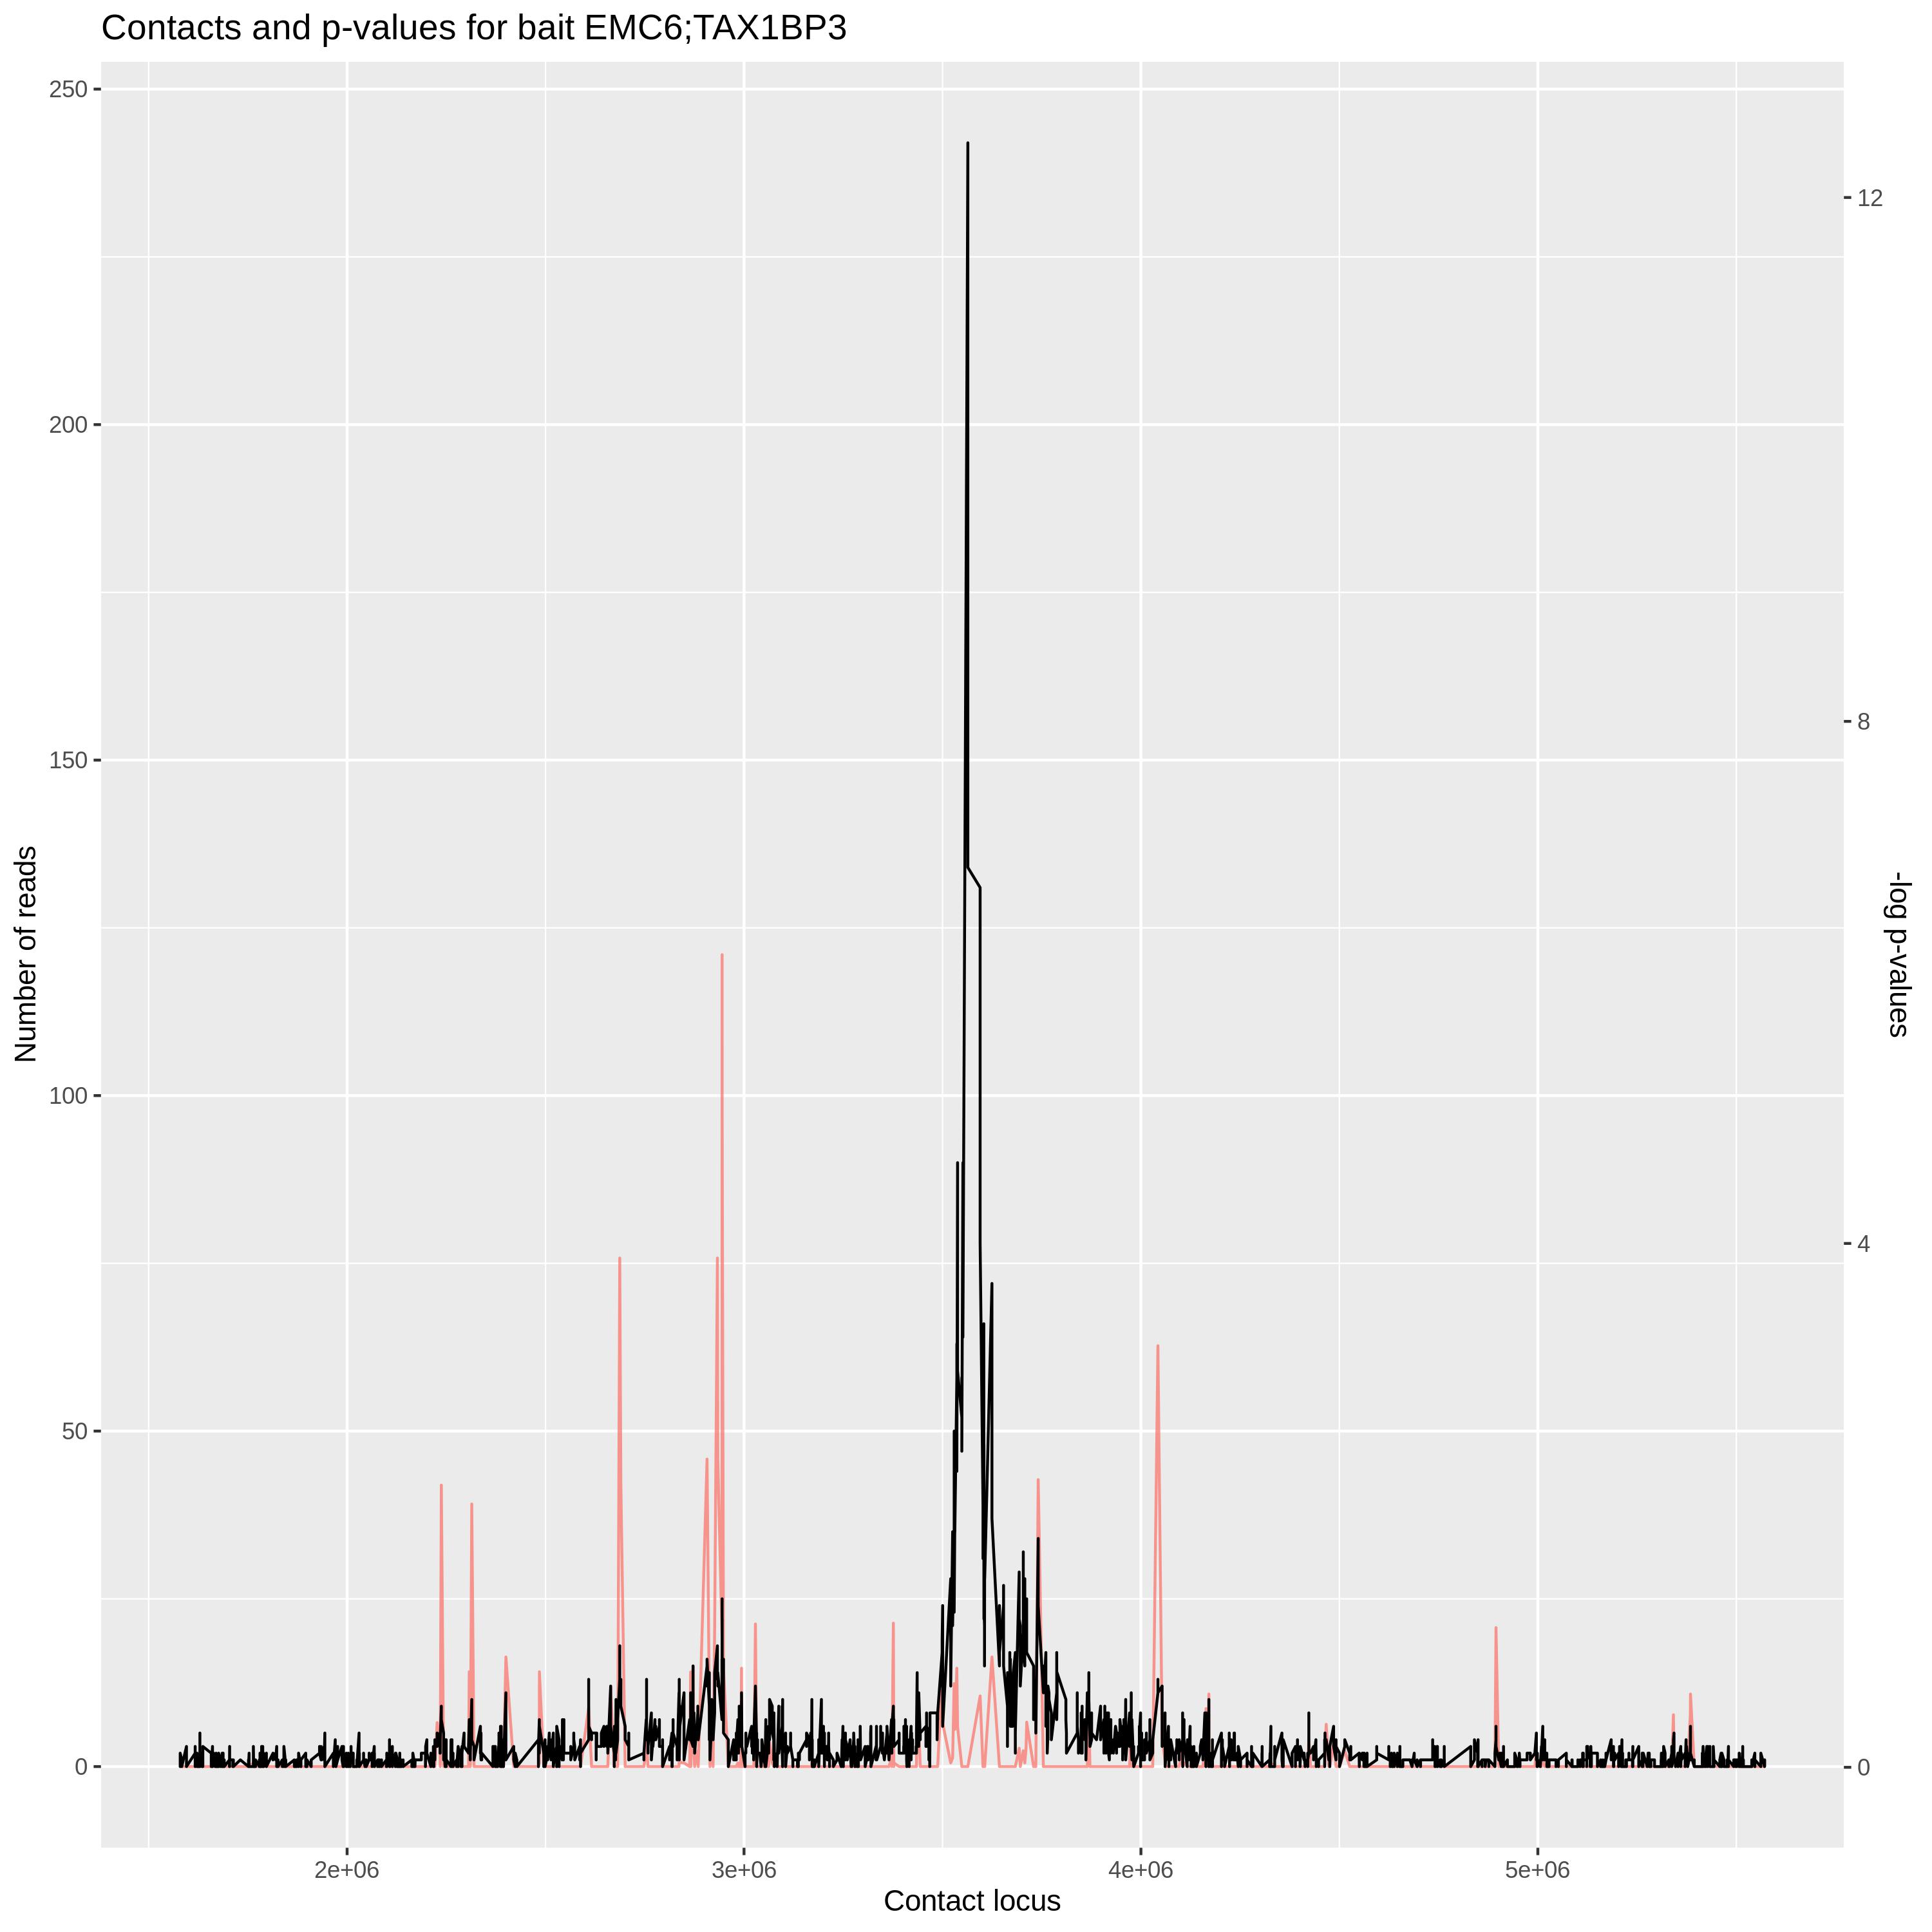 Contacts and p-values for bait EMC6;TAX1BP3
250
200
150
100
50
0
Number of reads
12
8
4
0
-log p-values
2e+06
3e+06
4e+06
5e+06
Contact locus